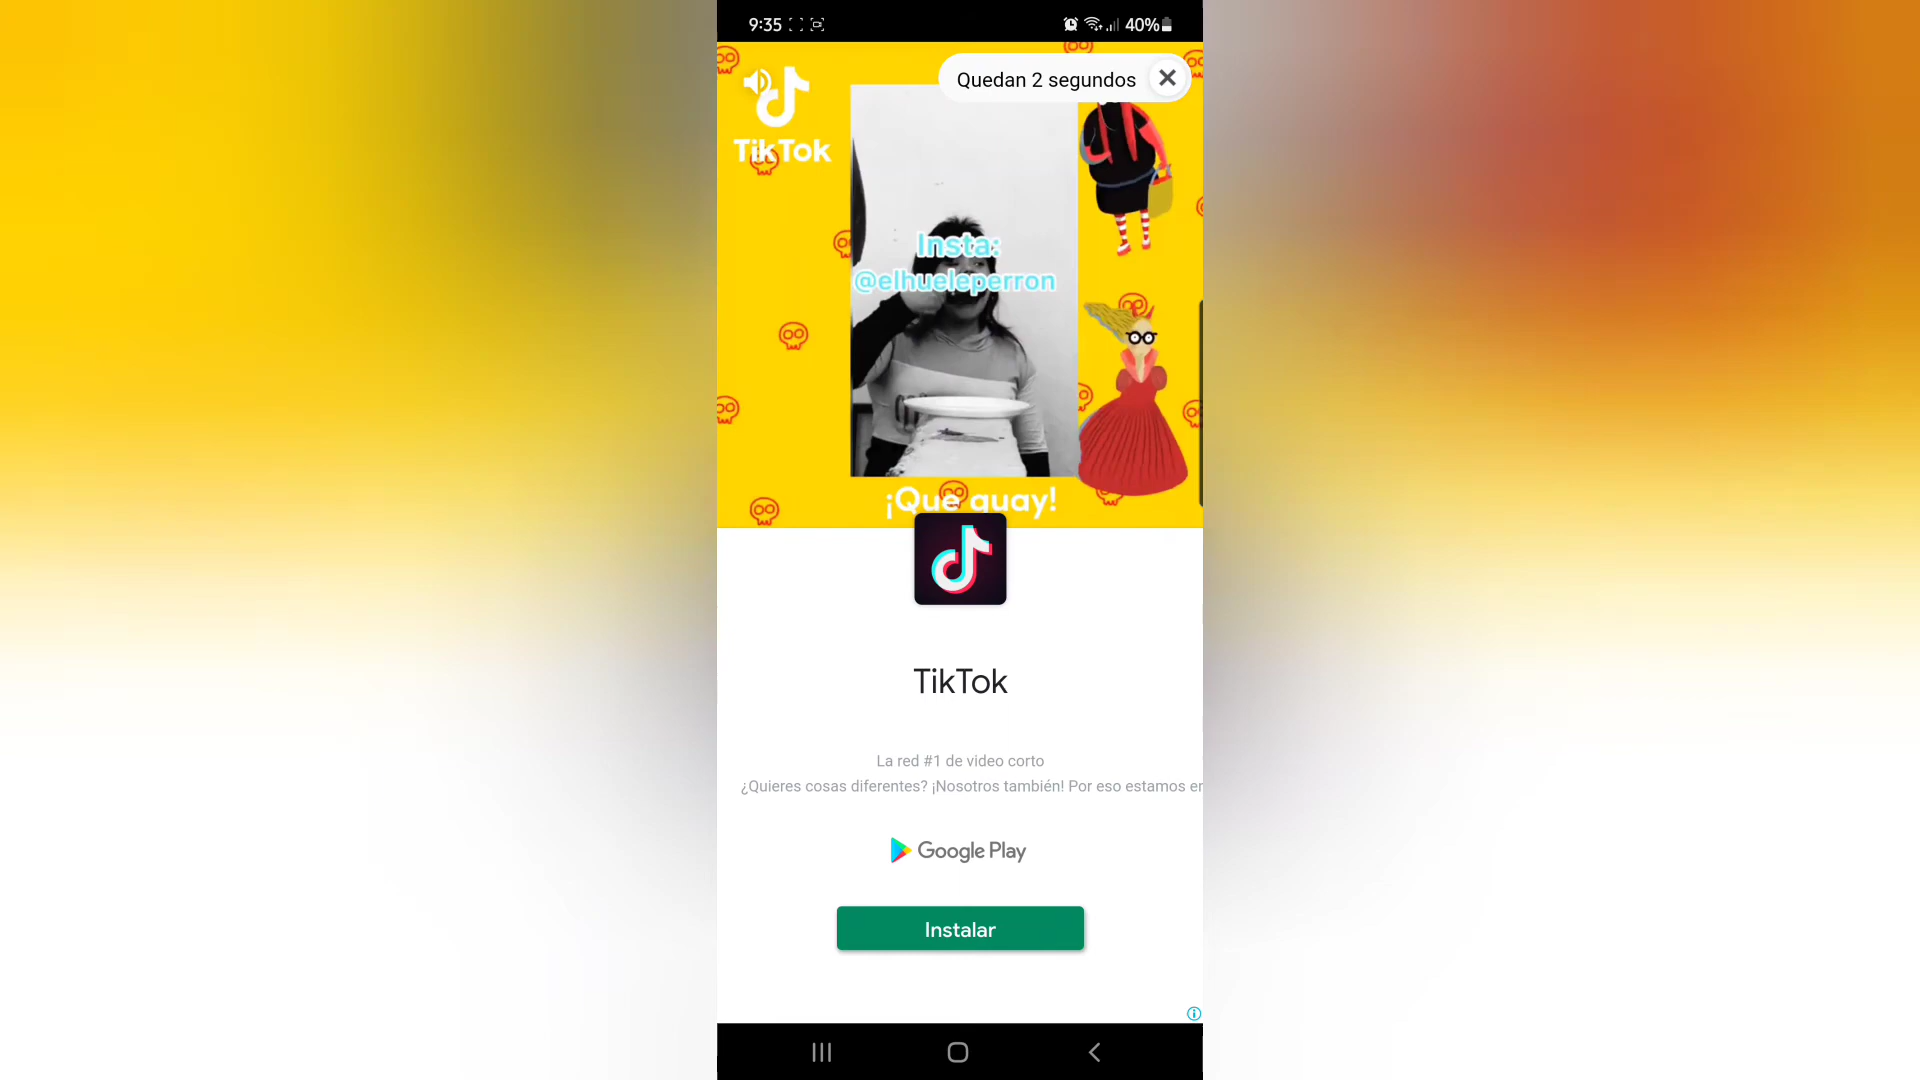 9:35
40%
Quedan 2 segundos
TikTok
Insta:
@elhueleperron
¡Que guay!
TikTok
La red #1 de video corto
¿Quieres cosas diferentes? ¡Nosotros también! Por eso estamos en
Google Play
Instalar